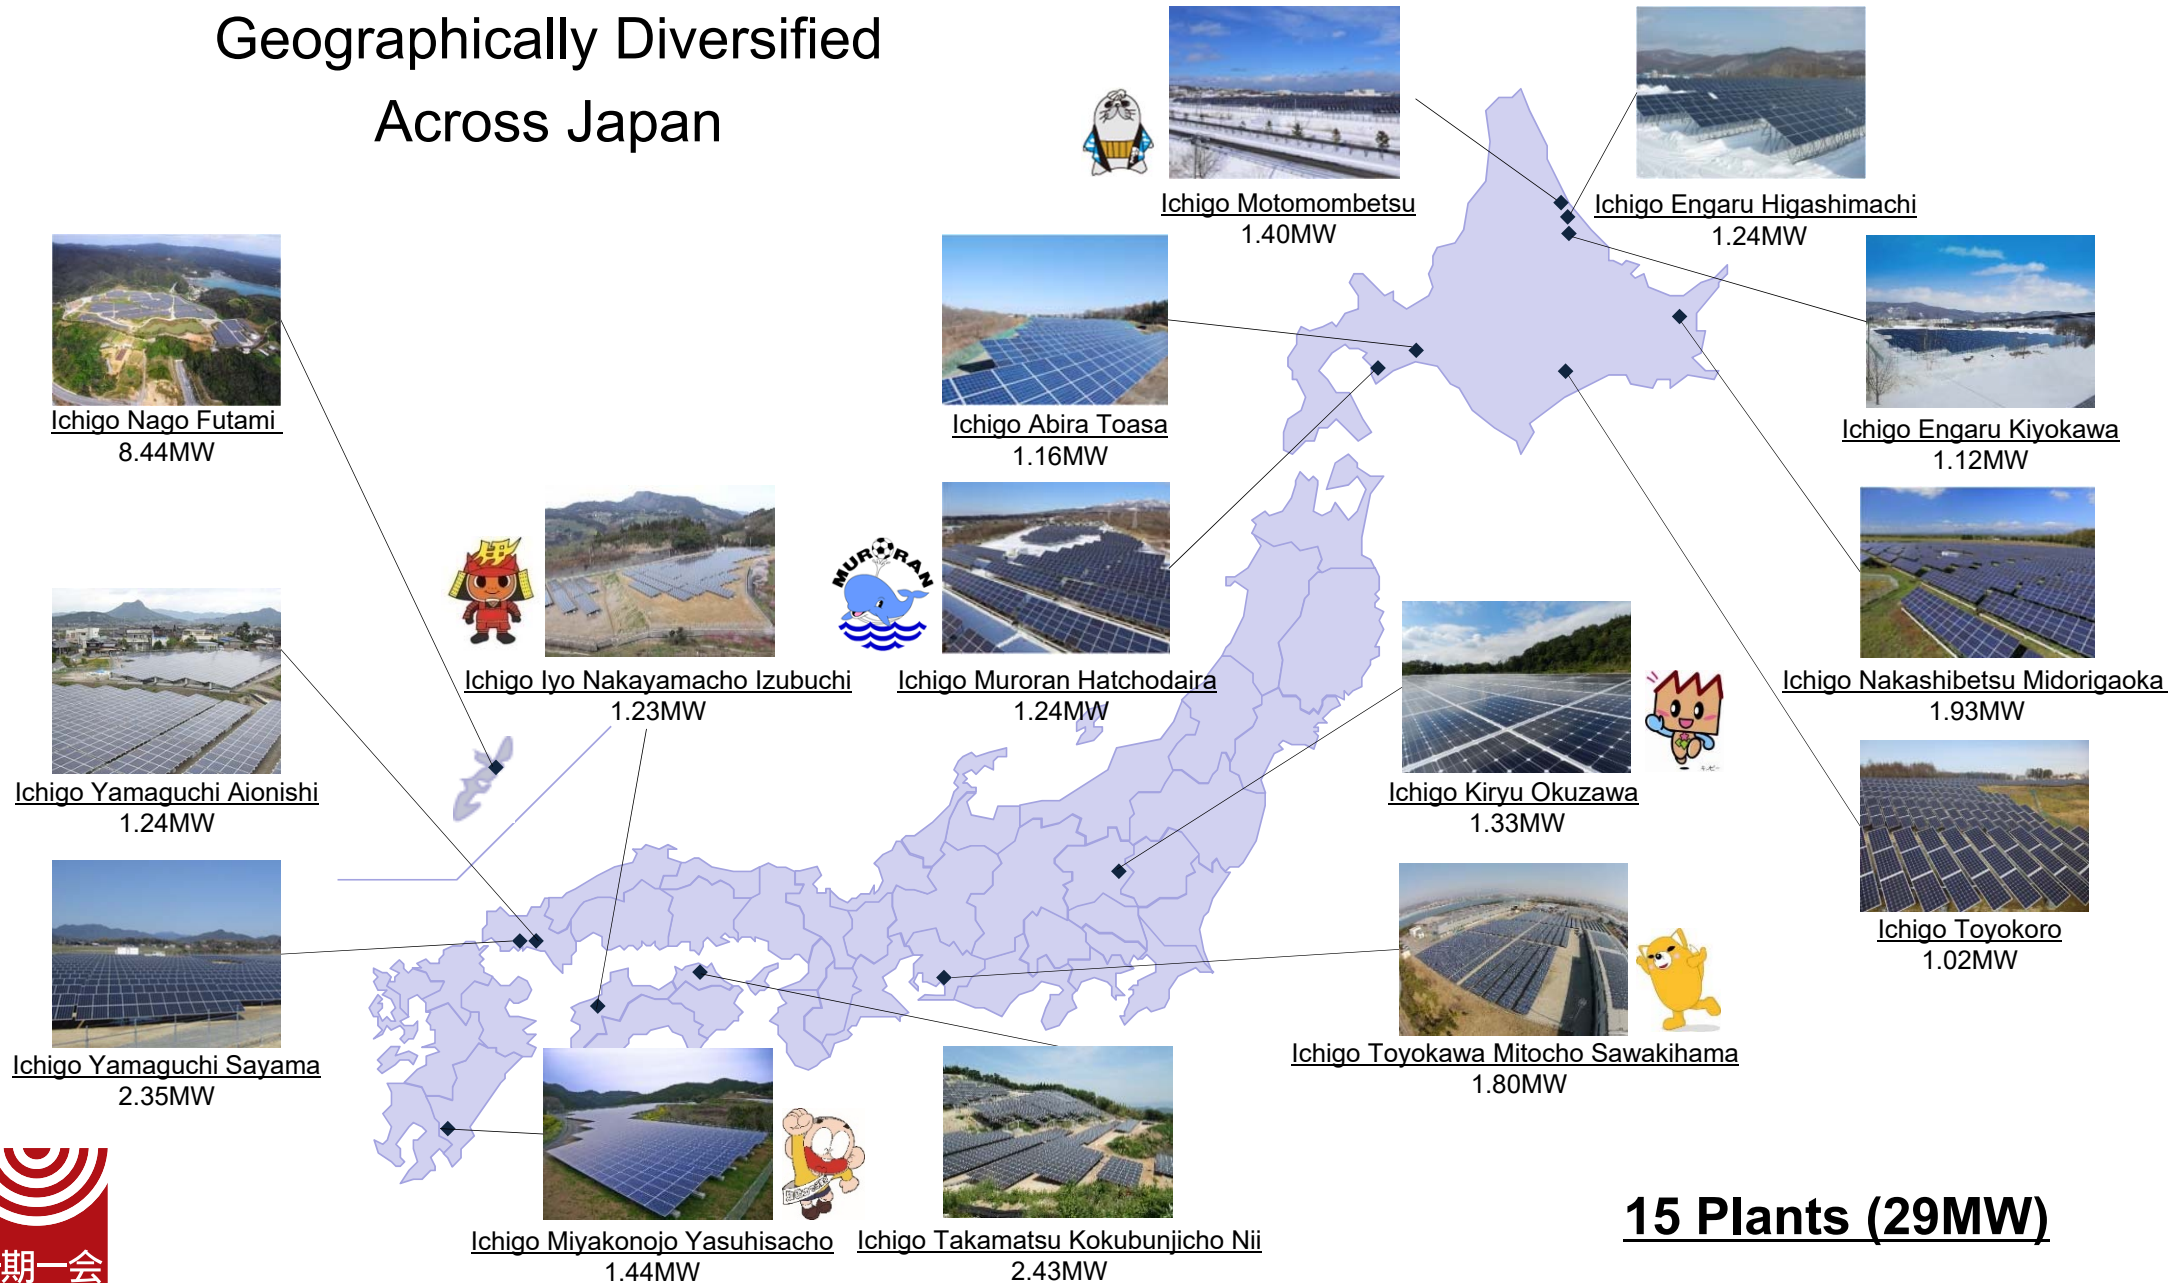 Geographically Diversified
Across Japan
Ichigo Motomombetsu
1.40MW
Ichigo Engaru Higashimachi
1.24MW
Ichigo Nago Futami
8.44MW
Ichigo Abira Toasa
1.16MW
Ichigo Engaru Kiyokawa
1.12MW
MURORAN
Ichigo Iyo Nakayamacho Izubuchi
1.23MW
Ichigo Muroran Hatchodaira
1.24MW
Ichigo Nakashibetsu Midorigaoka
1.93MW
Ichigo Yamaguchi Aionishi
1.24MW
Ichigo Kiryu Okuzawa
1.33MW
Ichigo Toyokoro
1.02MW
Ichigo Yamaguchi Sayama
2.35MW
Ichigo Toyokawa Mitocho Sawakihama
1.80MW
Ichigo Miyakonojo Yasuhisacho
1.44MW
Ichigo Takamatsu Kokubunjicho Nii
2.43MW
15 Plants (29MW)
期一会